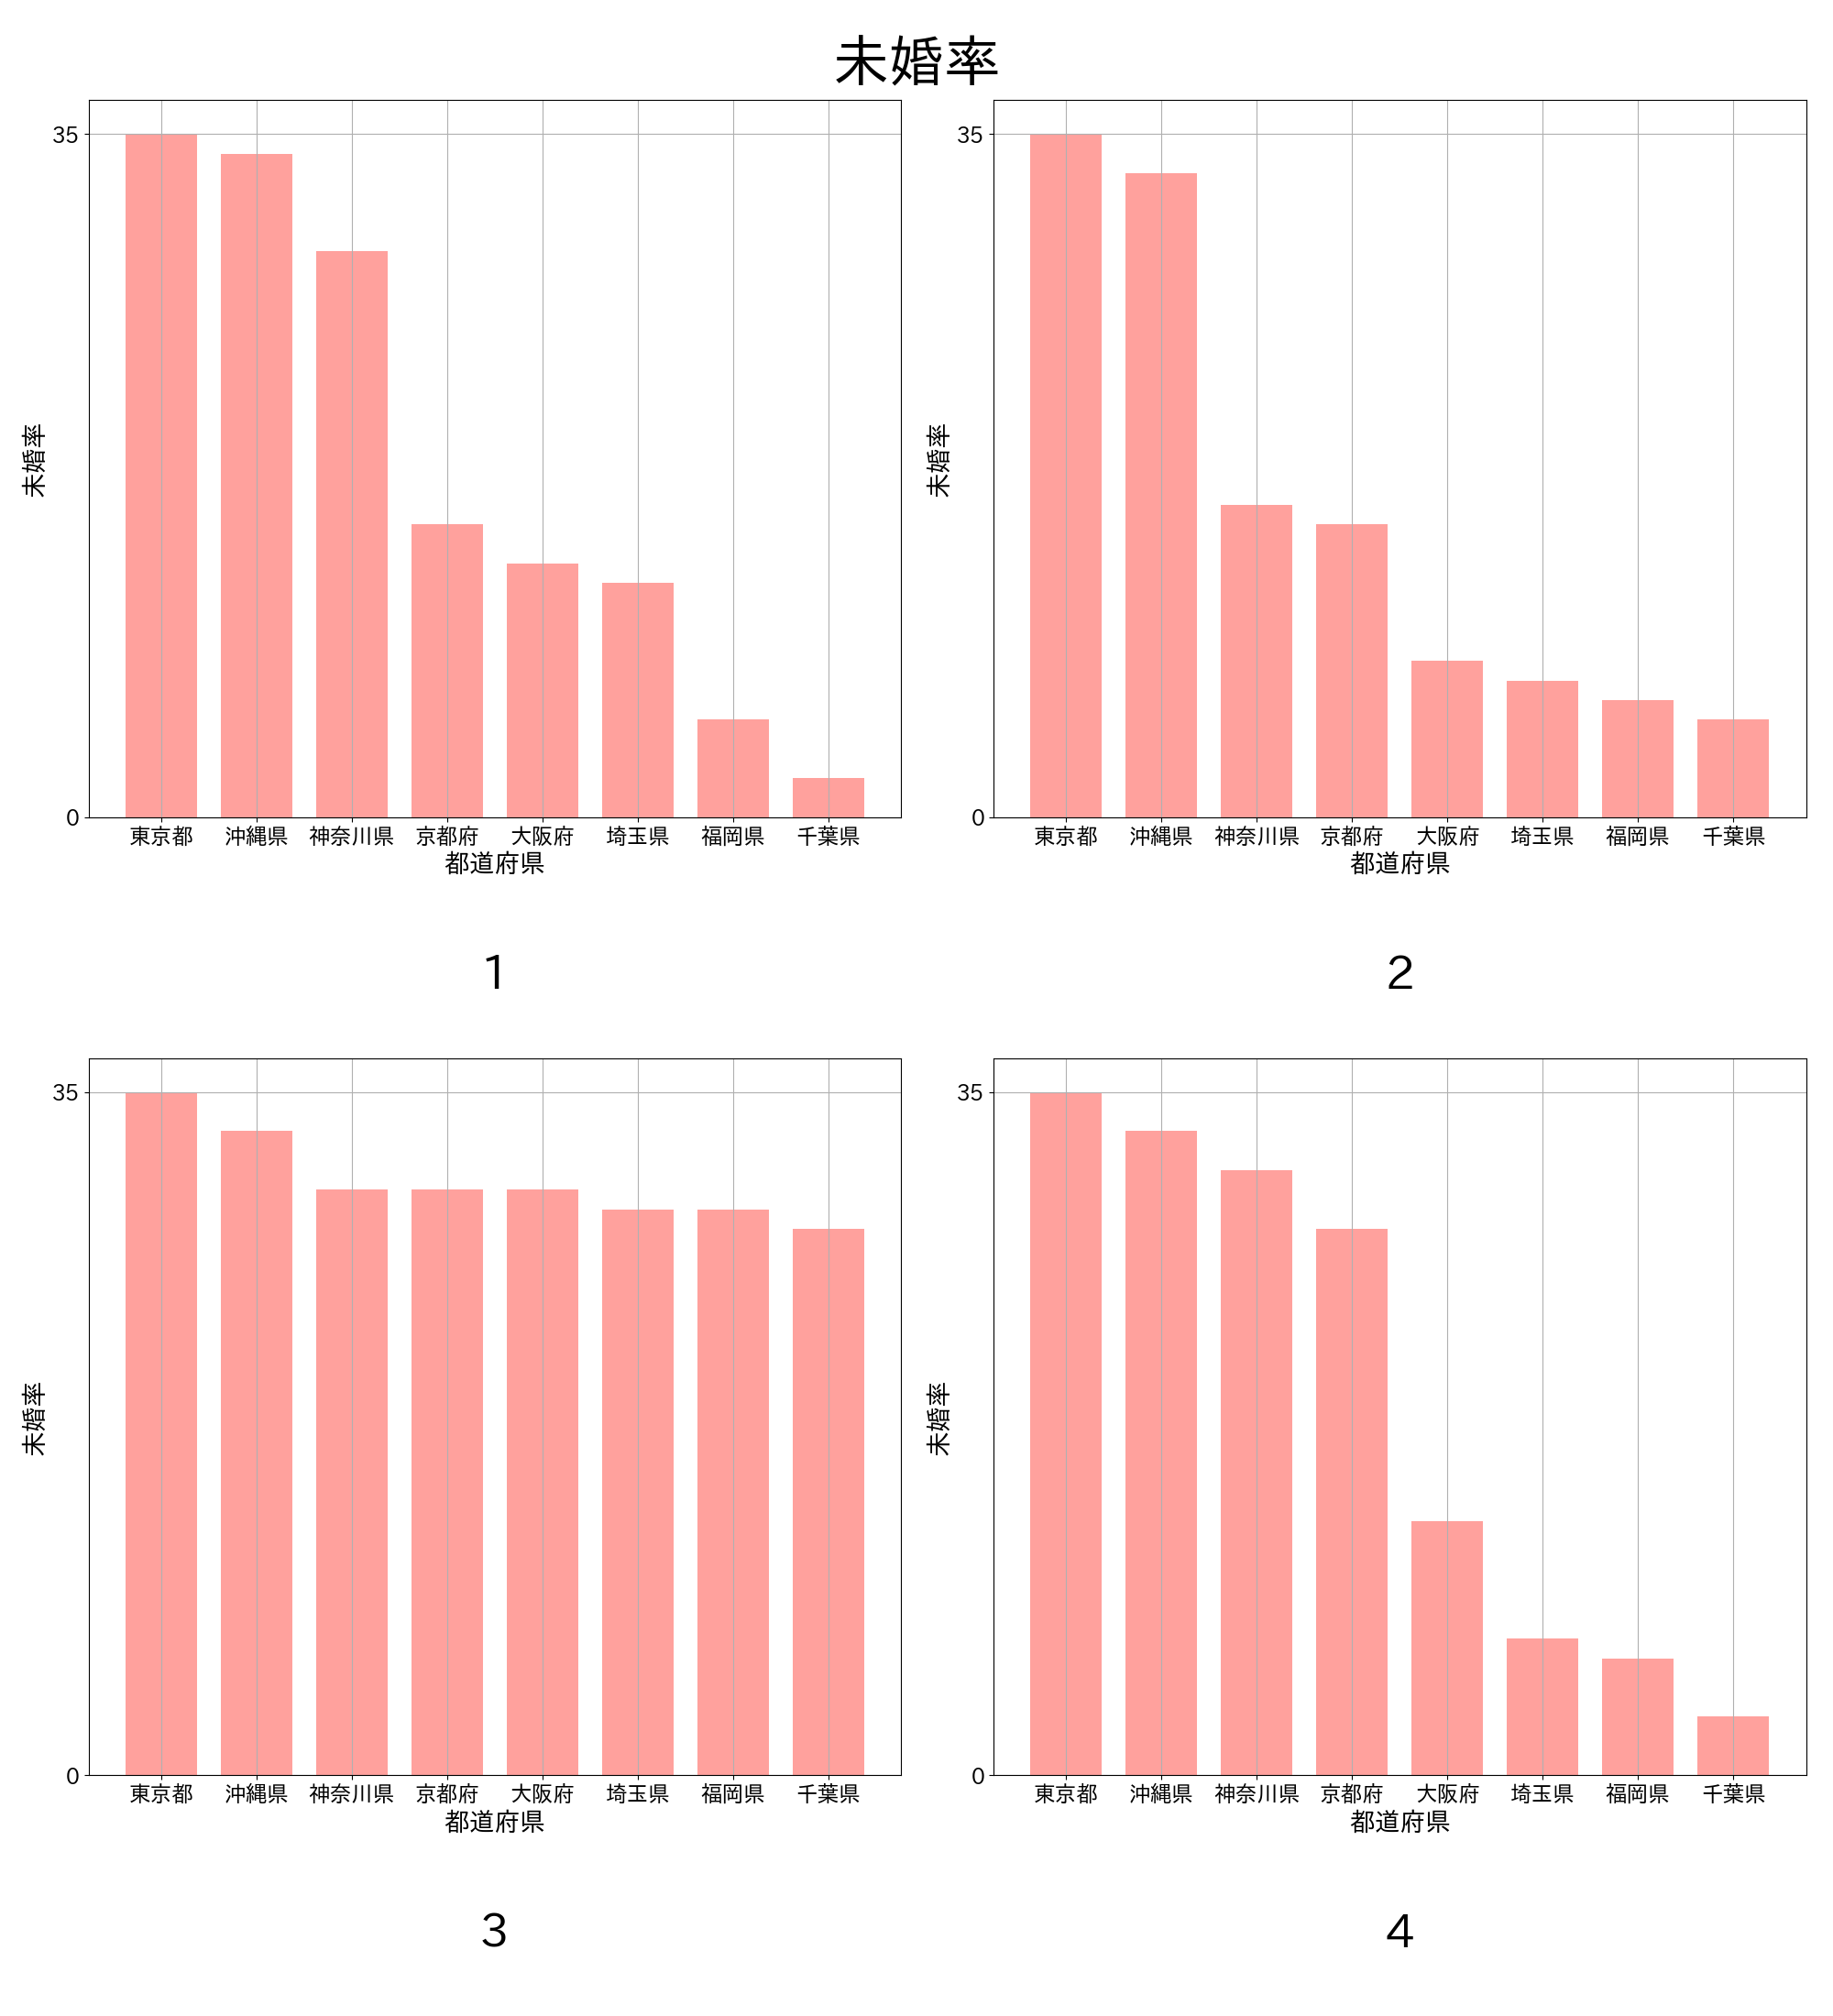 未婚率
35
0
未婚率
東京都 沖縄県 神奈川県 京都府 大阪府 埼玉県 福岡県 千葉県
都道府県
1
35
0
未婚率
東京都 沖縄県 神奈川県 京都府 大阪府 埼玉県 福岡県 千葉県
都道府県
2
35
0
未婚率
東京都 沖縄県 神奈川県 京都府 大阪府 埼玉県 福岡県 千葉県
都道府県
3
35
0
未婚率
東京都 沖縄県 神奈川県 京都府 大阪府 埼玉県 福岡県 千葉県
都道府県
4